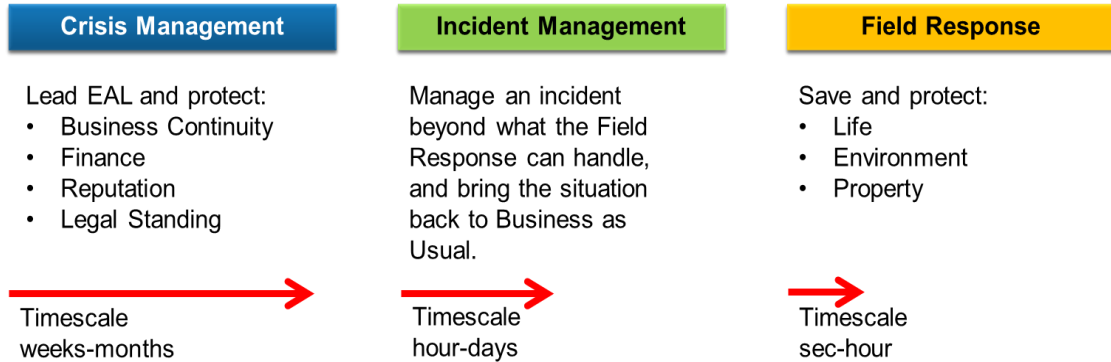 Crisis Management
Lead EAL and protect:
• Business Continuity
• Finance
• Reputation
• Legal Standing
Timescale
weeks-months
Incident Management
Manage an incident
beyond what the Field
Response can handle,
and bring the situation
back to Business as
Usual.
Timescale
hour-days
Field Response
Save and protect:
• Life
• Environment
• Property
Timescale
sec-hour